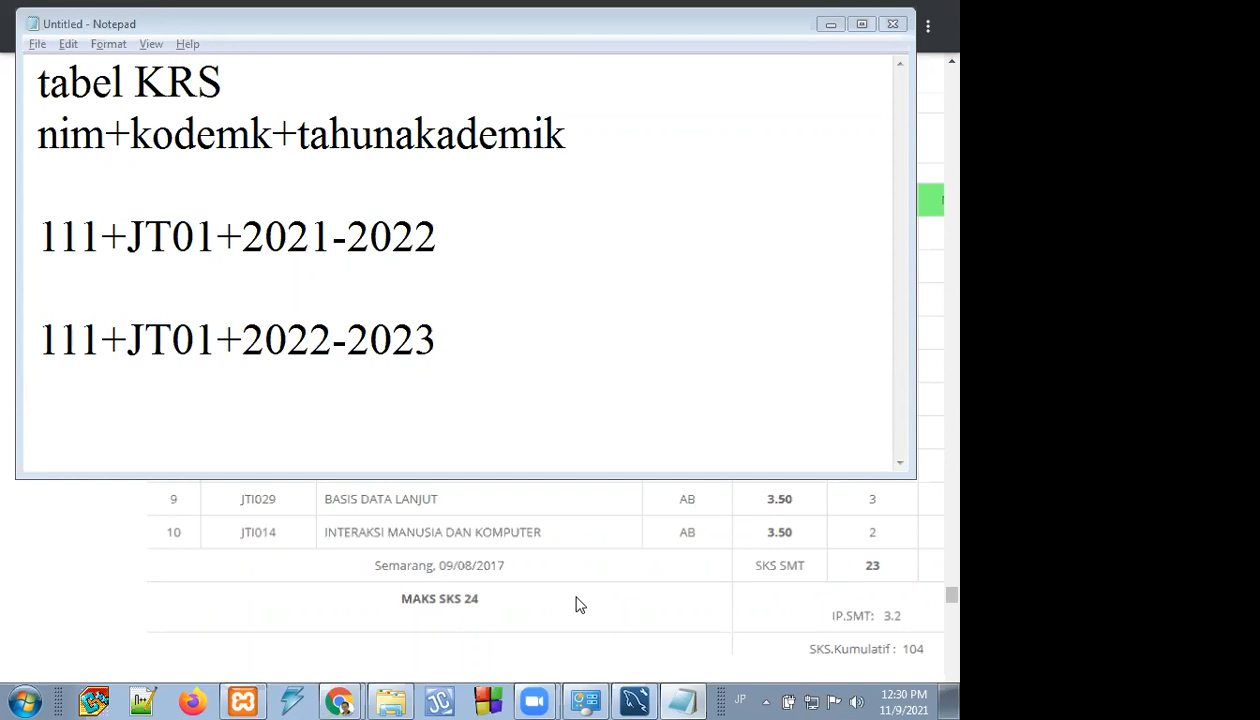 Untitled - Notepad
File Edit Format View Help
tabel KRS
nim+kodemk+tahunakademik
111+JT01+2021-2022
111+JT01+2022-2023
9 JTI029 BASIS DATA LANJUT AB 3.50 3
10 JTI014 INTERAKSI MANUSIA DAN KOMPUTER AB 3.50 2
Semarang, 09/08/2017 SKS SMT 23
MAKS SKS 24
IP.SMT: 3.2
SKS.Kumulatif : 104
JP 12:30 PM
11/9/2021